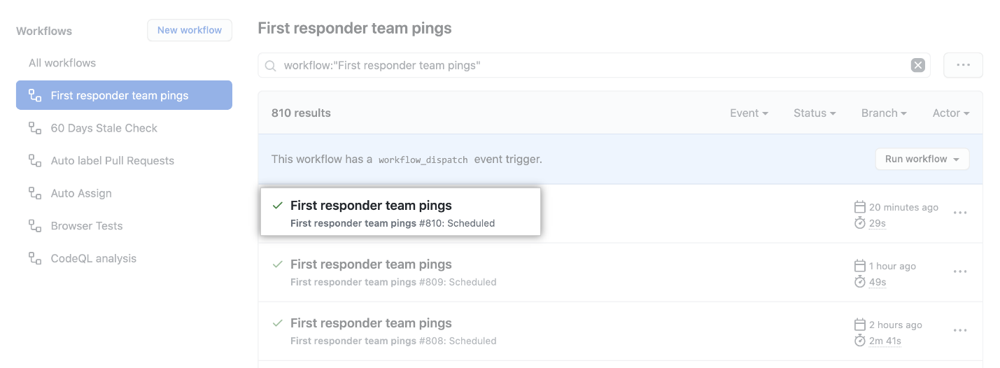 Workflows
New workflow
All workflows
First responder team pings
60 Days Stale Check
Auto label Pull Requests
Auto Assign
Browser Tests
CodeQL analysis
First responder team pings
workflow:"First responder team pings"
810 results
Event
Status
Branch
Actor
This workflow has a workflow_dispatch event trigger.
Run workflow
First responder team pings
First responder team pings #810: Scheduled
20 minutes ago
29s
First responder team pings
First responder team pings #809: Scheduled
1 hour ago
49s
First responder team pings
First responder team pings #808: Scheduled
2 hours ago
2m 41s